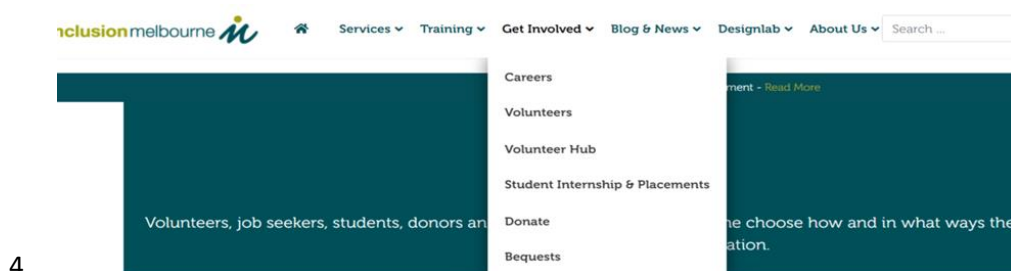 nclusion melbourne
Services Training Get Involved Blog & News Designlab About Us Search ...
Careers
ment - Read More
Volunteers
Volunteer Hub
Student Internship & Placements
Volunteers, job seekers, students, donors an
Donate
ne choose how and in what ways the
ation.
Bequests
4